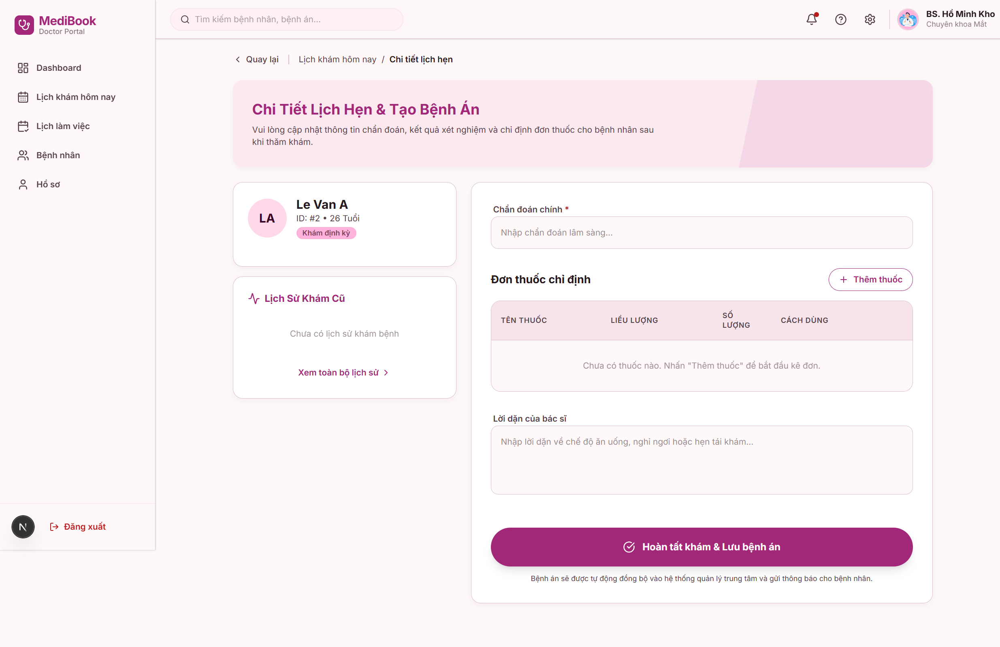 MediBook
Doctor Portal
Dashboard
Lịch khám hôm nay
Lịch làm việc
Bệnh nhân
Hồ sơ
N
Đăng xuất
Tìm kiếm bệnh nhân, bệnh án...
BS. Hồ Minh Kho
Chuyên khoa Mắt
Quay lại | Lịch khám hôm nay / Chi tiết lịch hẹn
Chi Tiết Lịch Hẹn & Tạo Bệnh Án
Vui lòng cập nhật thông tin chẩn đoán, kết quả xét nghiệm và chỉ định đơn thuốc cho bệnh nhân sau
khi thăm khám.
LA
Le Van A
ID: #2 • 26 Tuổi
Khám định kỳ
Lịch Sử Khám Cũ
Chưa có lịch sử khám bệnh
Xem toàn bộ lịch sử
Chẩn đoán chính *
Nhập chẩn đoán lâm sàng...
Đơn thuốc chỉ định
Thêm thuốc
TÊN THUỐC
LIỀU LƯỢNG
SỐ
LƯỢNG
CÁCH DÙNG
Chưa có thuốc nào. Nhấn "Thêm thuốc" để bắt đầu kê đơn.
Lời dặn của bác sĩ
Nhập lời dặn về chế độ ăn uống, nghỉ ngơi hoặc hẹn tái khám...
Hoàn tất khám & Lưu bệnh án
Bệnh án sẽ được tự động đồng bộ vào hệ thống quản lý trung tâm và gửi thông báo cho bệnh nhân.